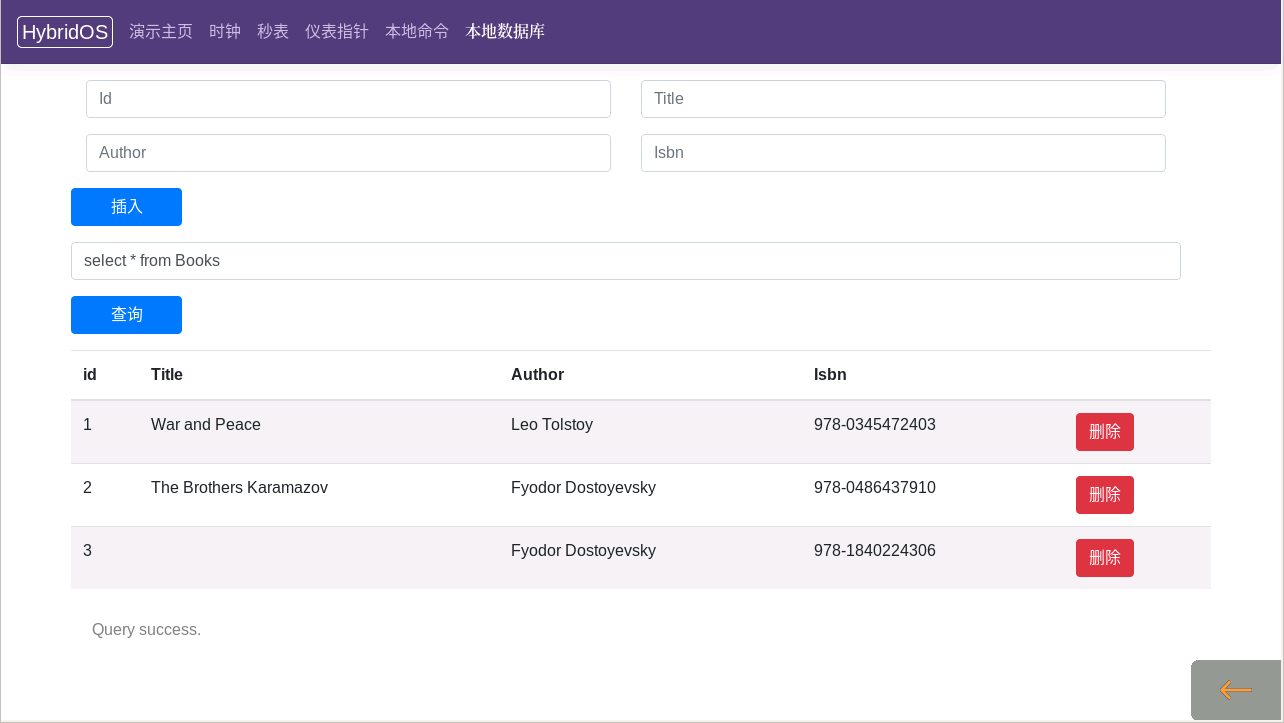 HybridOS 演示主页 时钟 秒表 仪表指针 本地命令 本地数据库
Id Title
Author Isbn
插入
select * from Books
查询
id Title Author Isbn
1 War and Peace Leo Tolstoy 978-0345472403 删除
2 The Brothers Karamazov Fyodor Dostoyevsky 978-0486437910 删除
3 Fyodor Dostoyevsky 978-1840224306 删除
Query success.